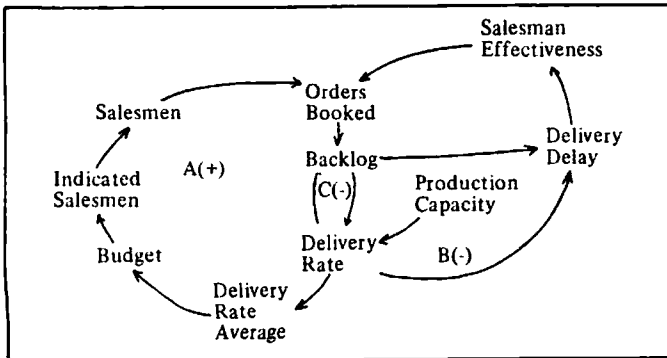 Salesman
Effectiveness
Salesmen
Orders
Booked
Delivery
Delay
Backlog
A(+)
Indicated
Salesmen
C(-)
Production
Capacity
Budget
Delivery
Rate
B(-)
Delivery
Rate
Average